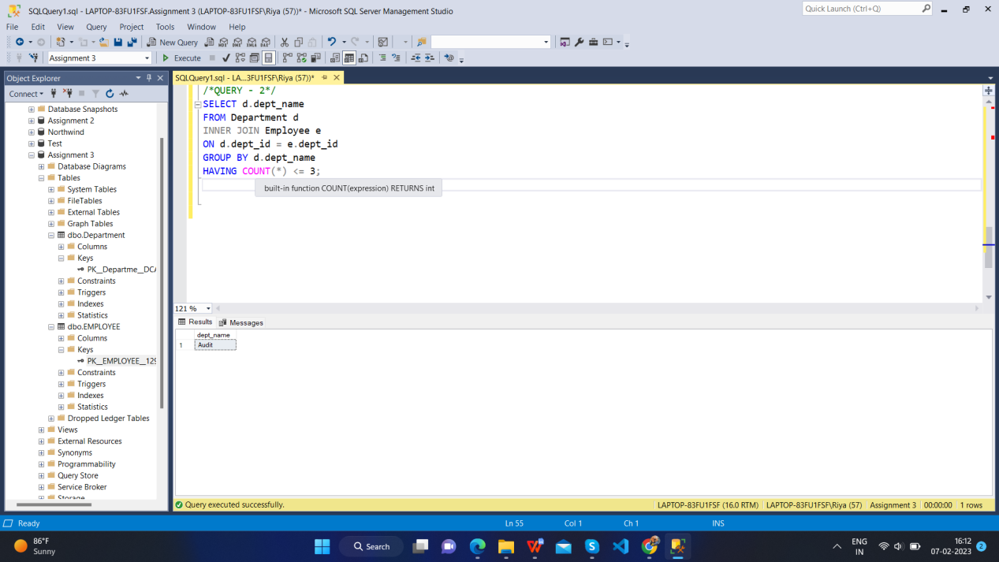 SQLQuery1.sql - LAPTOP-83FU1FSF.Assignment 3 (LAPTOP-83FU1FSF\Riya (57))* - Microsoft SQL Server Management Studio
Quick Launch (Ctrl+Q)
File Edit View Query Project Tools Window Help
New Query
MDX DMX XMLA DAX
Assignment 3
Execute
Object Explorer
Connect
Database Snapshots
Assignment 2
Northwind
Test
Assignment 3
Database Diagrams
Tables
System Tables
FileTables
External Tables
Graph Tables
dbo.Department
Columns
Keys
PK__Departme__DCA
Constraints
Triggers
Indexes
Statistics
dbo.EMPLOYEE
Columns
Keys
PK__EMPLOYEE__129
Constraints
Triggers
Indexes
Statistics
Dropped Ledger Tables
Views
External Resources
Synonyms
Programmability
Query Store
Service Broker
Storage
SQLQuery1.sql - LA...3FU1FSF\Riya (57))*
/*QUERY - 2*/
SELECT d.dept_name
FROM Department d
INNER JOIN Employee e
ON d.dept_id = e.dept_id
GROUP BY d.dept_name
HAVING COUNT(*) <= 3;
built-in function COUNT(expression) RETURNS int
121 %
Results Messages
dept_name
1 Audit
Query executed successfully.
LAPTOP-83FU1FSF (16.0 RTM) LAPTOP-83FU1FSF\Riya (57) Assignment 3 00:00:00 1 rows
Ready
Ln 55 Col 1 Ch 1 INS
86°F
Sunny
Search
ENG
IN
16:12
07-02-2023
2